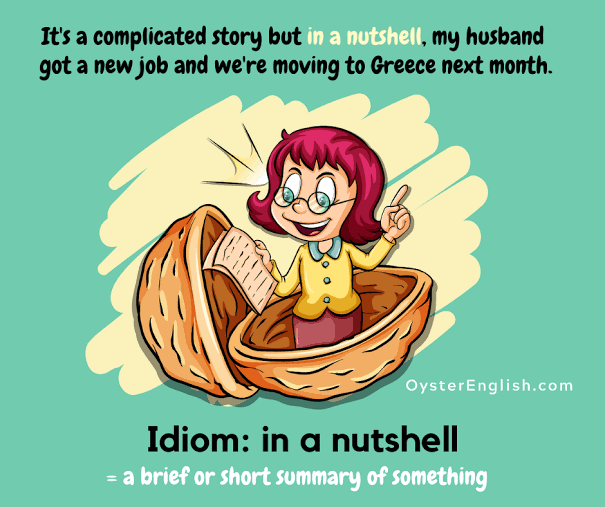 It's a complicated story but in a nutshell, my husband
got a new job and we're moving to Greece next month.
OysterEnglish.com
Idiom: in a nutshell
= a brief or short summary of something